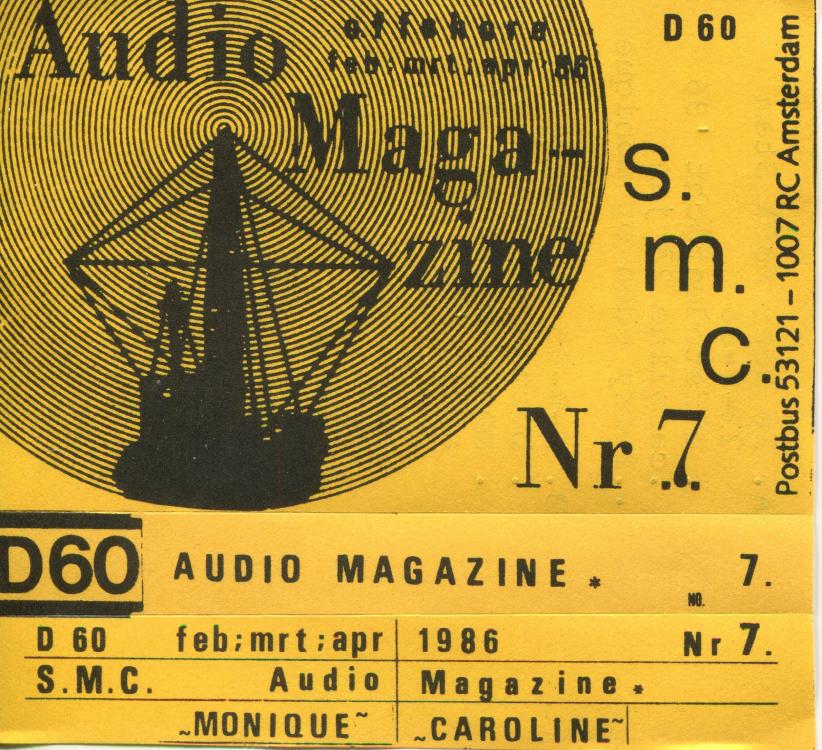 Audio
offshore
feb;mrt;apr '86
Maga-
zine
D 60
s.
m.
c.
Postbus 53121 – 1007 RC Amsterdam
Nr 7.
D60 AUDIO MAGAZINE * NO. 7.
D 60 feb;mrt;apr 1986 Nr 7.
S.M.C. Audio Magazine *
„MONIQUE” „CAROLINE”